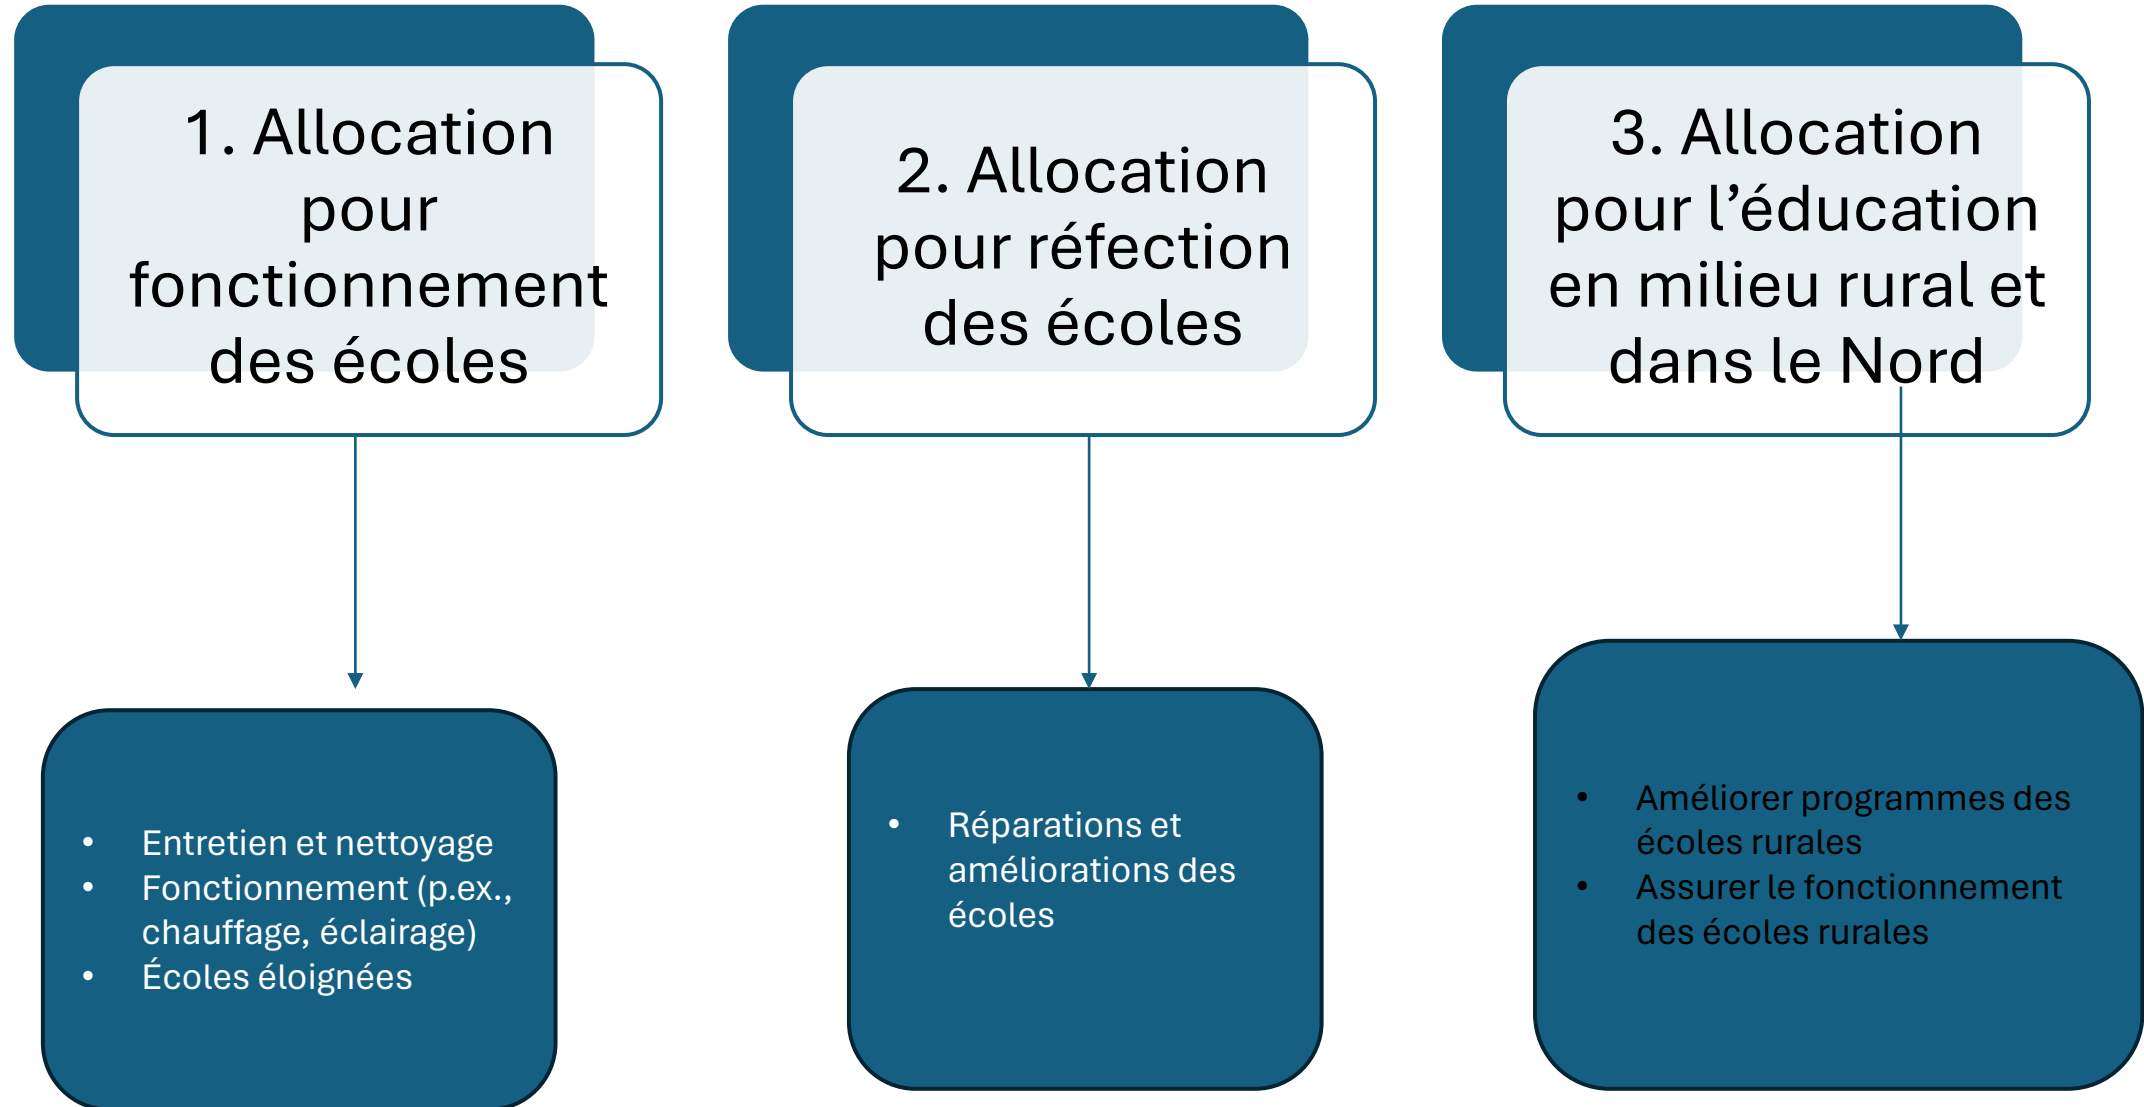 1. Allocation
pour
fonctionnement
des écoles
2. Allocation
pour réfection
des écoles
3. Allocation
pour l’éducation
en milieu rural et
dans le Nord
• Entretien et nettoyage
• Fonctionnement (p.ex.,
chauffage, éclairage)
• Écoles éloignées
• Réparations et
améliorations des
écoles
• Améliorer programmes des
écoles rurales
• Assurer le fonctionnement
des écoles rurales